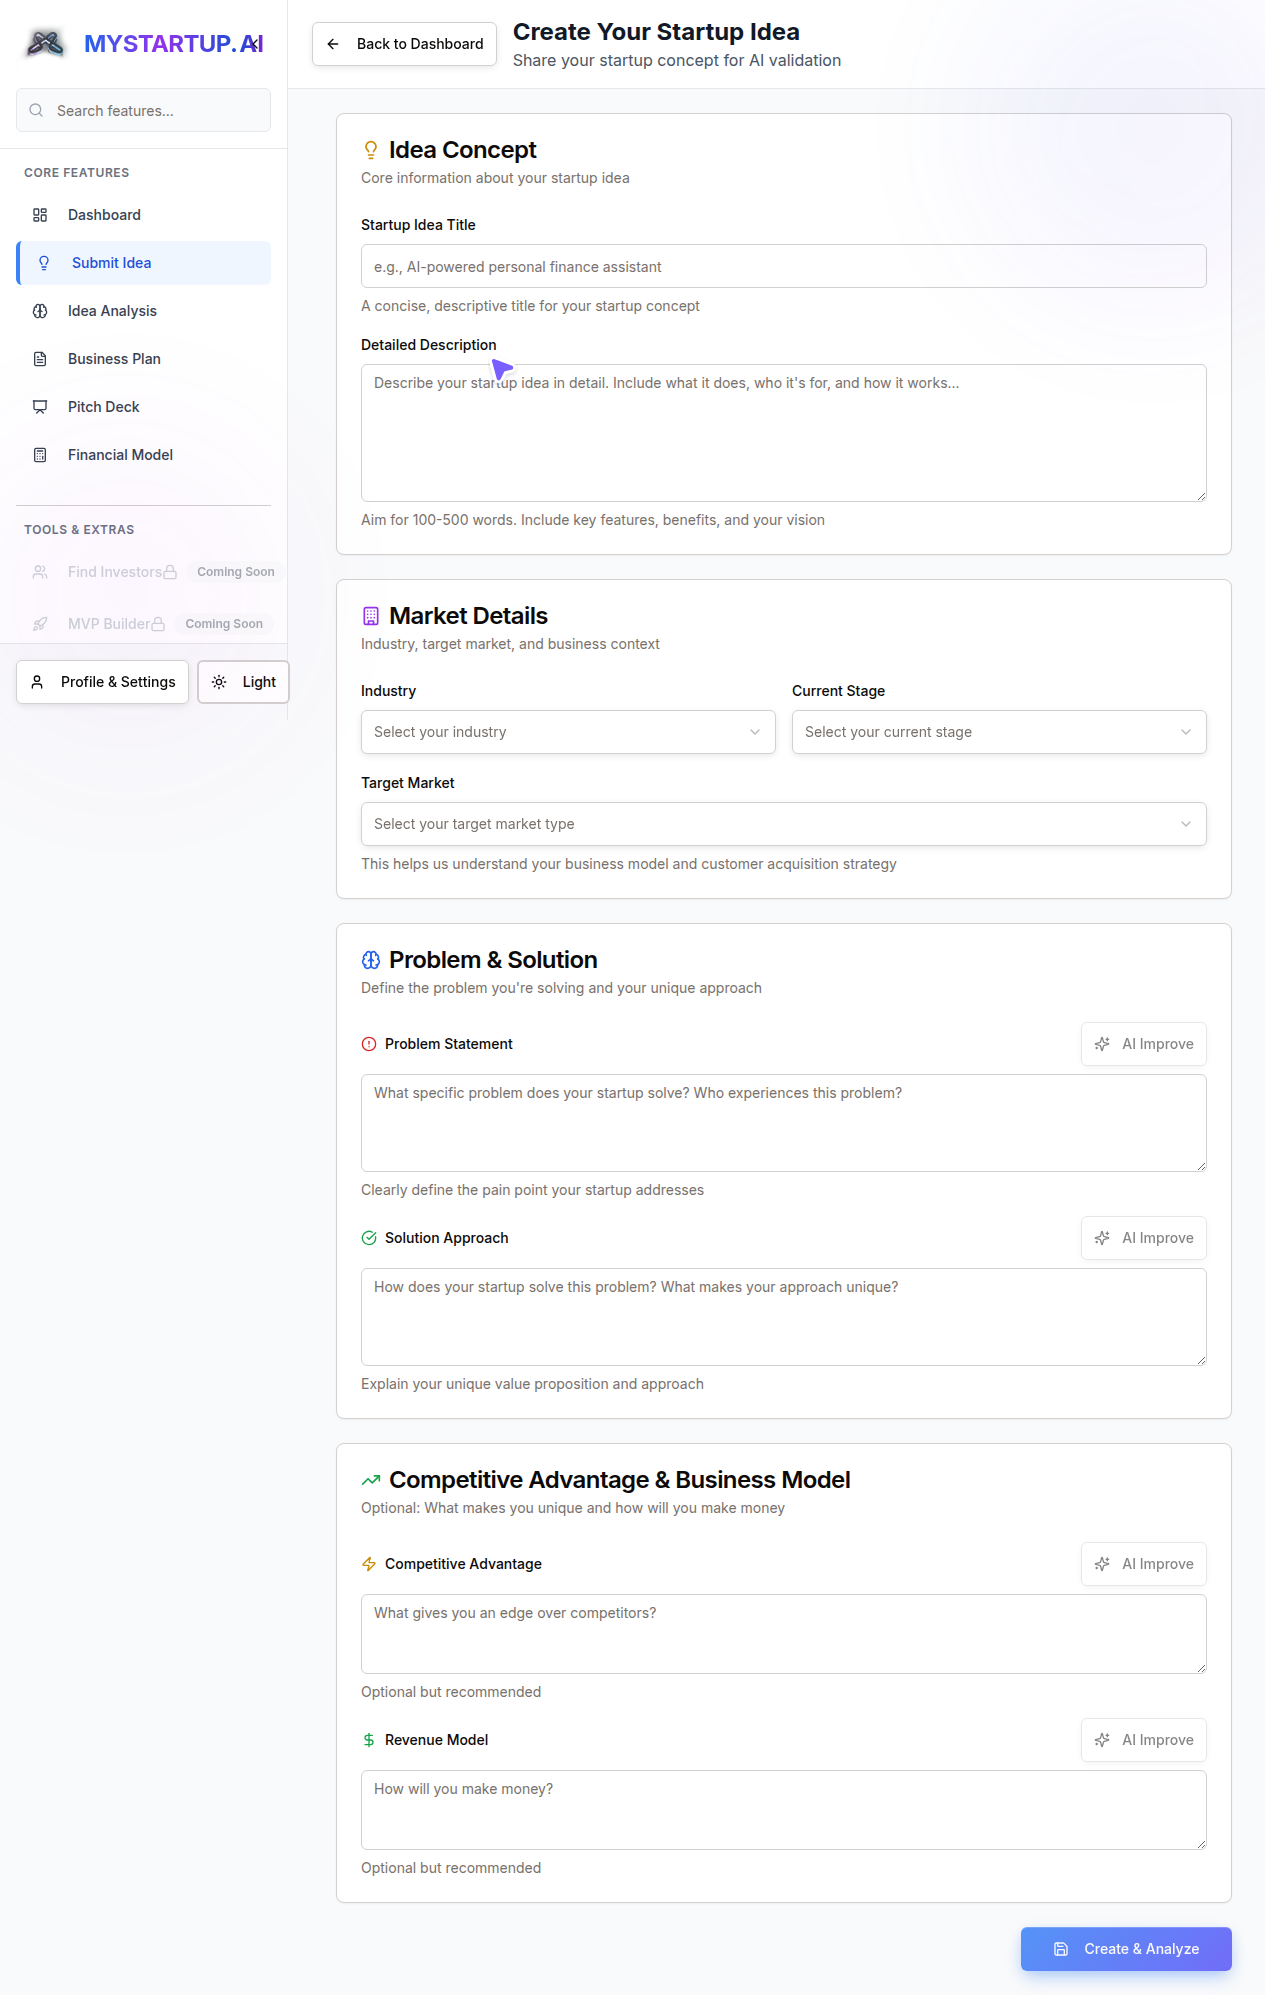 MYSTARTUP.AI
Search features...
CORE FEATURES
Dashboard
Submit Idea
Idea Analysis
Business Plan
Pitch Deck
Financial Model
TOOLS & EXTRAS
Find Investors Coming Soon
MVP Builder Coming Soon
Profile & Settings Light
Back to Dashboard
Create Your Startup Idea
Share your startup concept for AI validation
Idea Concept
Core information about your startup idea
Startup Idea Title
e.g., AI-powered personal finance assistant
A concise, descriptive title for your startup concept
Detailed Description
Describe your startup idea in detail. Include what it does, who it's for, and how it works...
Aim for 100-500 words. Include key features, benefits, and your vision
Market Details
Industry, target market, and business context
Industry Current Stage
Select your industry Select your current stage
Target Market
Select your target market type
This helps us understand your business model and customer acquisition strategy
Problem & Solution
Define the problem you're solving and your unique approach
Problem Statement AI Improve
What specific problem does your startup solve? Who experiences this problem?
Clearly define the pain point your startup addresses
Solution Approach AI Improve
How does your startup solve this problem? What makes your approach unique?
Explain your unique value proposition and approach
Competitive Advantage & Business Model
Optional: What makes you unique and how will you make money
Competitive Advantage AI Improve
What gives you an edge over competitors?
Optional but recommended
Revenue Model AI Improve
How will you make money?
Optional but recommended
Create & Analyze